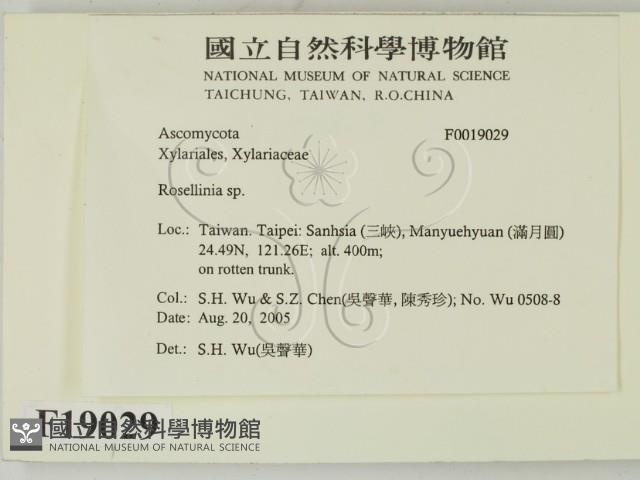 國立自然科學博物館
NATIONAL MUSEUM OF NATURAL SCIENCE
TAICHUNG, TAIWAN, R.O.CHINA
Ascomycota F0019029
Xylariales, Xylariaceae
Rosellinia sp.
Loc.: Taiwan. Taipei: Sanhsia (三峽), Manyuehyuan (滿月圓)
24.49N, 121.26E; alt. 400m;
on rotten trunk.
Col.: S.H. Wu & S.Z. Chen(吳聲華, 陳秀珍); No. Wu 0508-8
Date: Aug. 20, 2005
Det.: S.H. Wu(吳聲華)
F19029
國立自然科學博物館
NATIONAL MUSEUM OF NATURAL SCIENCE